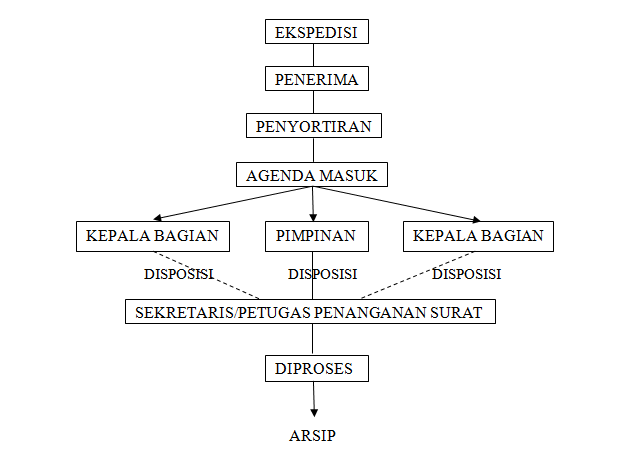 EKSPEDISI
PENERIMA
PENYORTIRAN
AGENDA MASUK
KEPALA BAGIAN
PIMPINAN
KEPALA BAGIAN
DISPOSISI
DISPOSISI
DISPOSISI
SEKRETARIS/PETUGAS PENANGANAN SURAT
DIPROSES
ARSIP